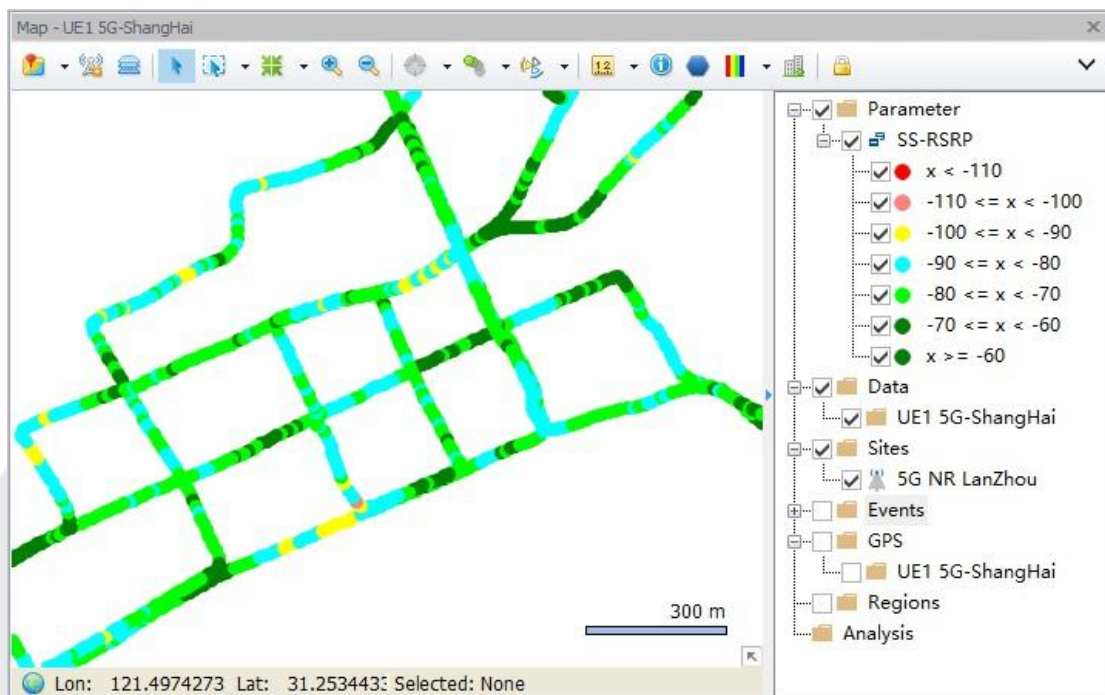 Map - UE1 5G-ShangHai
Parameter
SS-RSRP
x < -110
-110 <= x < -100
-100 <= x < -90
-90 <= x < -80
-80 <= x < -70
-70 <= x < -60
x >= -60
Data
UE1 5G-ShangHai
Sites
5G NR LanZhou
Events
GPS
UE1 5G-ShangHai
Regions
Analysis
300 m
Lon: 121.4974273 Lat: 31.2534433 Selected: None